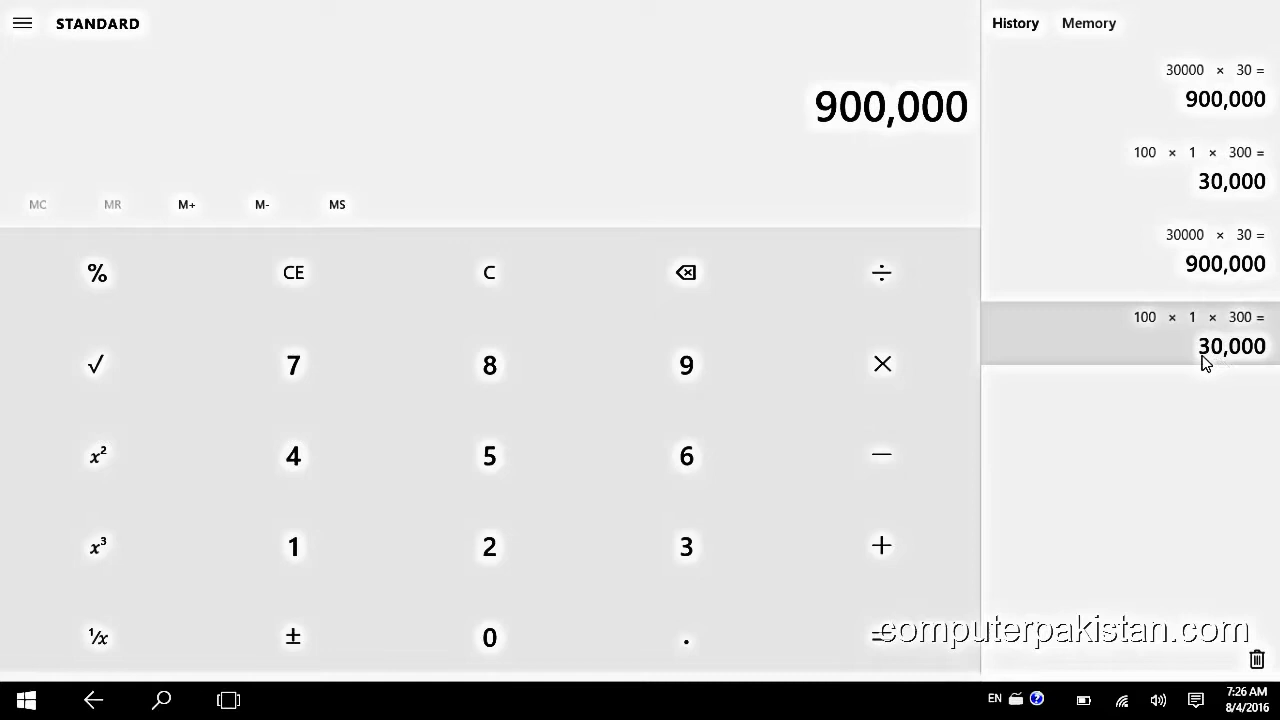 STANDARD
History Memory
900,000
30000 × 30 =
900,000
100 × 1 × 300 =
30,000
30000 × 30 =
900,000
100 × 1 × 300 =
30,000
MC MR M+ M- MS
% CE C ÷
√ 7 8 9 ×
x² 4 5 6 −
x³ 1 2 3 +
¹/x ± 0 . =
computerpakistan.com
EN
7:26 AM
8/4/2016